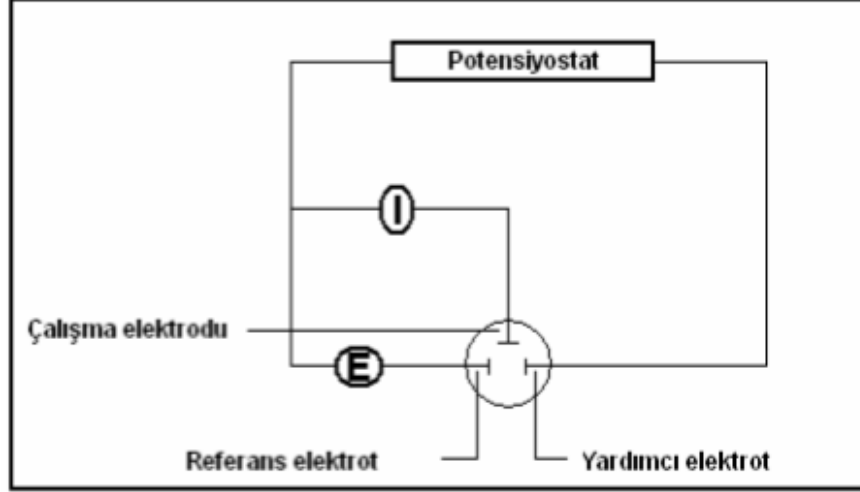 Potensiyostat
I
Çalışma elektrodu
E
Referans elektrot
Yardımcı elektrot